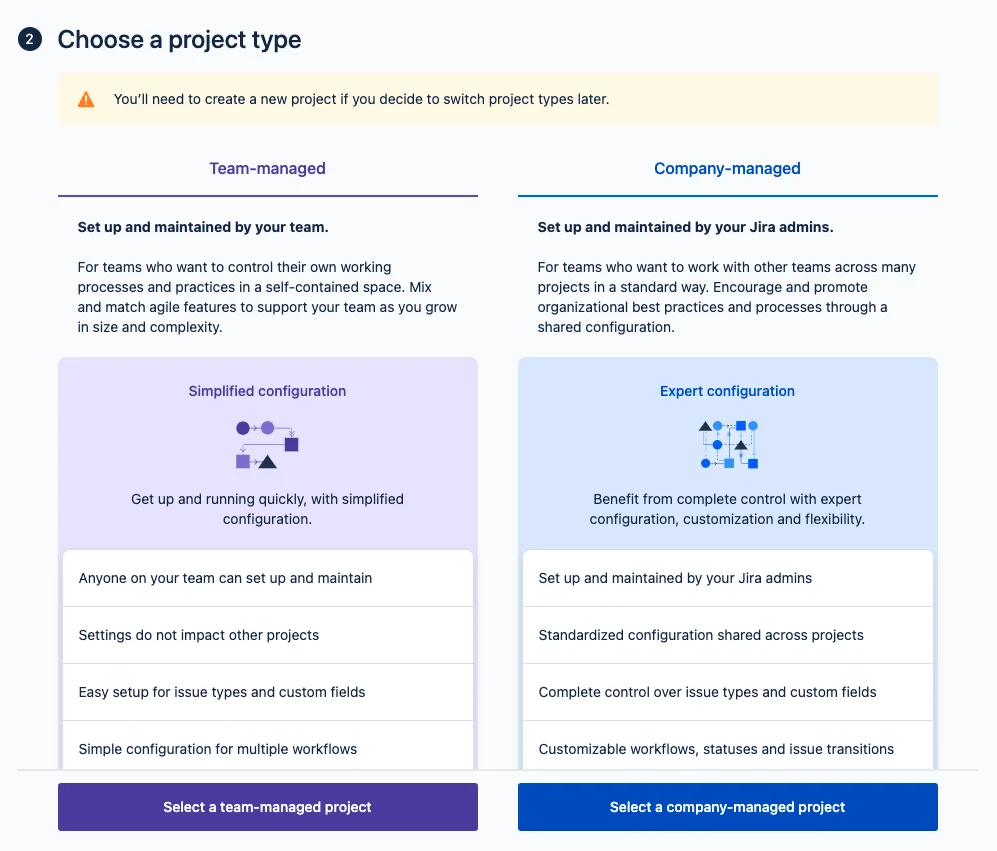 2 Choose a project type
You’ll need to create a new project if you decide to switch project types later.
Team-managed
Set up and maintained by your team.
For teams who want to control their own working
processes and practices in a self-contained space. Mix
and match agile features to support your team as you grow
in size and complexity.
Simplified configuration
Get up and running quickly, with simplified
configuration.
Anyone on your team can set up and maintain
Settings do not impact other projects
Easy setup for issue types and custom fields
Simple configuration for multiple workflows
Select a team-managed project
Company-managed
Set up and maintained by your Jira admins.
For teams who want to work with other teams across many
projects in a standard way. Encourage and promote
organizational best practices and processes through a
shared configuration.
Expert configuration
Benefit from complete control with expert
configuration, customization and flexibility.
Set up and maintained by your Jira admins
Standardized configuration shared across projects
Complete control over issue types and custom fields
Customizable workflows, statuses and issue transitions
Select a company-managed project